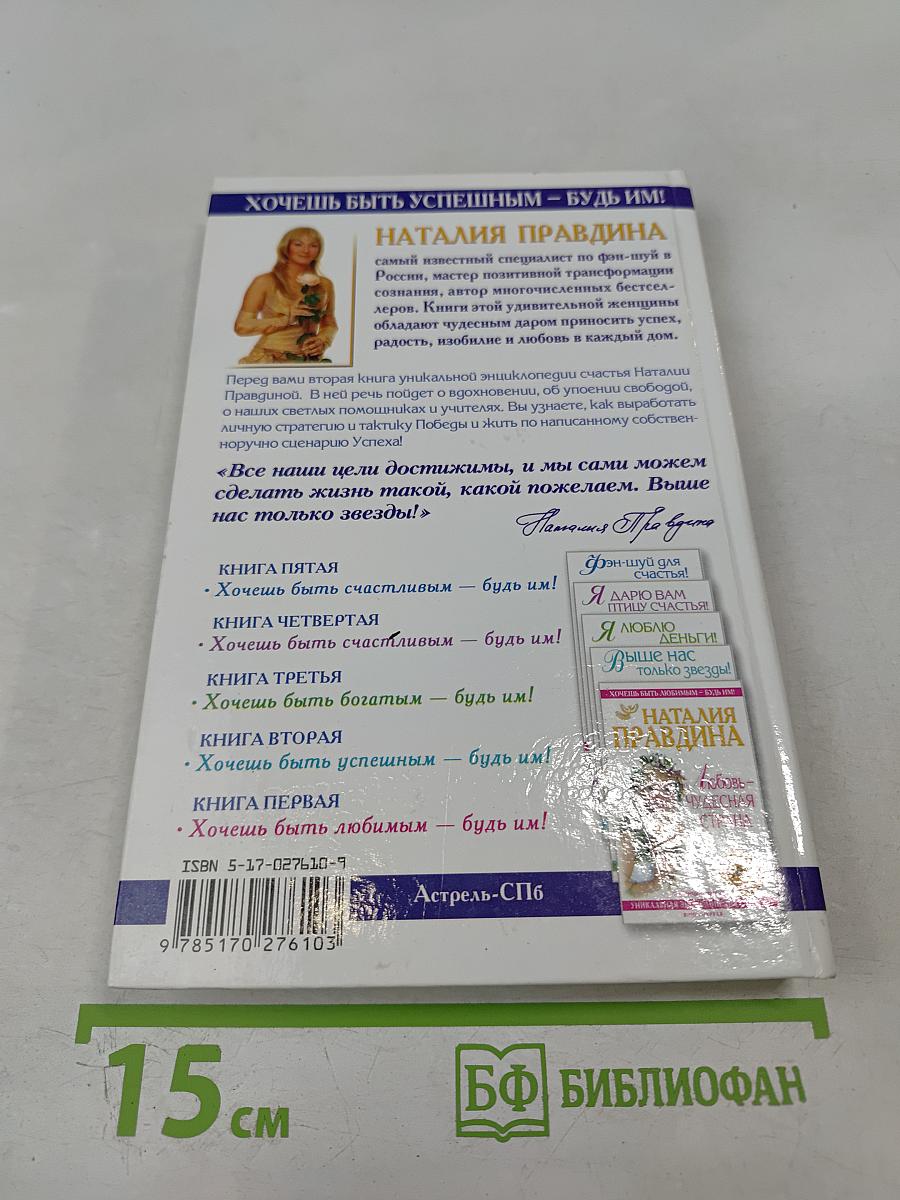 ХОЧЕШЬ БЫТЬ УСПЕШНЫМ – БУДЬ ИМ!
НАТАЛИЯ ПРАВДИНА
самый известный специалист по фэн-шуй в
России, мастер позитивной трансформации
сознания, автор многочисленных бестсел-
леров. Книги этой удивительной женщины
обладают чудесным даром приносить успех,
радость, изобилие и любовь в каждый дом.
Перед вами вторая книга уникальной энциклопедии счастья Наталии
Правдиной. В ней речь пойдет о вдохновении, об упоении свободой,
о наших светлых помощниках и учителях. Вы узнаете, как выработать
личную стратегию и тактику Победы и жить по написанному собствен-
норучно сценарию Успеха!
«Все наши цели достижимы, и мы сами можем
сделать жизнь такой, какой пожелаем. Выше
нас только звезды!»
Наталия Правдина
КНИГА ПЯТАЯ
• Хочешь быть счастливым — будь им!
КНИГА ЧЕТВЕРТАЯ
• Хочешь быть счастливым — будь им!
КНИГА ТРЕТЬЯ
• Хочешь быть богатым — будь им!
КНИГА ВТОРАЯ
• Хочешь быть успешным — будь им!
КНИГА ПЕРВАЯ
• Хочешь быть любимым — будь им!
Фэн-шуй для
счастья!
Я ДАРЮ ВАМ
ПТИЦУ СЧАСТЬЯ!
Я ЛЮБЛЮ
ДЕНЬГИ!
Выше нас
только звезды!
ХОЧЕШЬ БЫТЬ ЛЮБИМЫМ – БУДЬ ИМ!
НАТАЛИЯ
ПРАВДИНА
Любовь–
ЧУДЕСНАЯ
СТРАНА
УНИКАЛЬНАЯ
ISBN 5-17-027610-9
9 785170 276103
Астрель-СПб
15 см
БФ БИБЛИОФАН